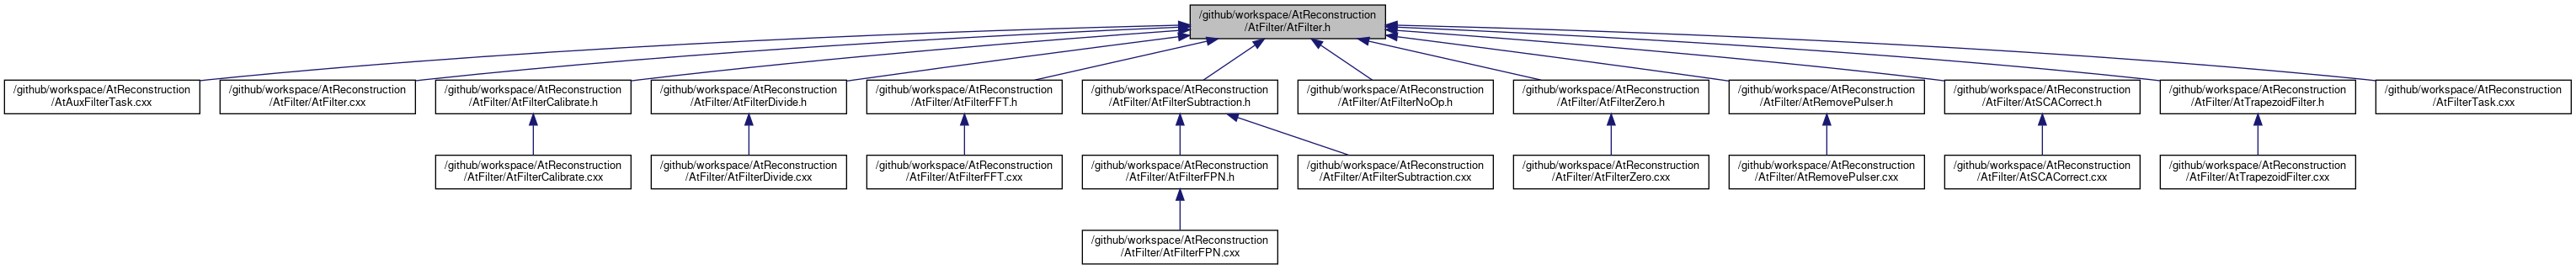 /github/workspace/AtReconstruction
/AtFilter/AtFilter.h
/github/workspace/AtReconstruction
/AtAuxFilterTask.cxx
/github/workspace/AtReconstruction
/AtFilter/AtFilter.cxx
/github/workspace/AtReconstruction
/AtFilter/AtFilterCalibrate.h
/github/workspace/AtReconstruction
/AtFilter/AtFilterDivide.h
/github/workspace/AtReconstruction
/AtFilter/AtFilterFFT.h
/github/workspace/AtReconstruction
/AtFilter/AtFilterSubtraction.h
/github/workspace/AtReconstruction
/AtFilter/AtFilterNoOp.h
/github/workspace/AtReconstruction
/AtFilter/AtFilterZero.h
/github/workspace/AtReconstruction
/AtFilter/AtRemovePulser.h
/github/workspace/AtReconstruction
/AtFilter/AtSCACorrect.h
/github/workspace/AtReconstruction
/AtFilter/AtTrapezoidFilter.h
/github/workspace/AtReconstruction
/AtFilterTask.cxx
/github/workspace/AtReconstruction
/AtFilter/AtFilterCalibrate.cxx
/github/workspace/AtReconstruction
/AtFilter/AtFilterDivide.cxx
/github/workspace/AtReconstruction
/AtFilter/AtFilterFFT.cxx
/github/workspace/AtReconstruction
/AtFilter/AtFilterFPN.h
/github/workspace/AtReconstruction
/AtFilter/AtFilterSubtraction.cxx
/github/workspace/AtReconstruction
/AtFilter/AtFilterZero.cxx
/github/workspace/AtReconstruction
/AtFilter/AtRemovePulser.cxx
/github/workspace/AtReconstruction
/AtFilter/AtSCACorrect.cxx
/github/workspace/AtReconstruction
/AtFilter/AtTrapezoidFilter.cxx
/github/workspace/AtReconstruction
/AtFilter/AtFilterFPN.cxx